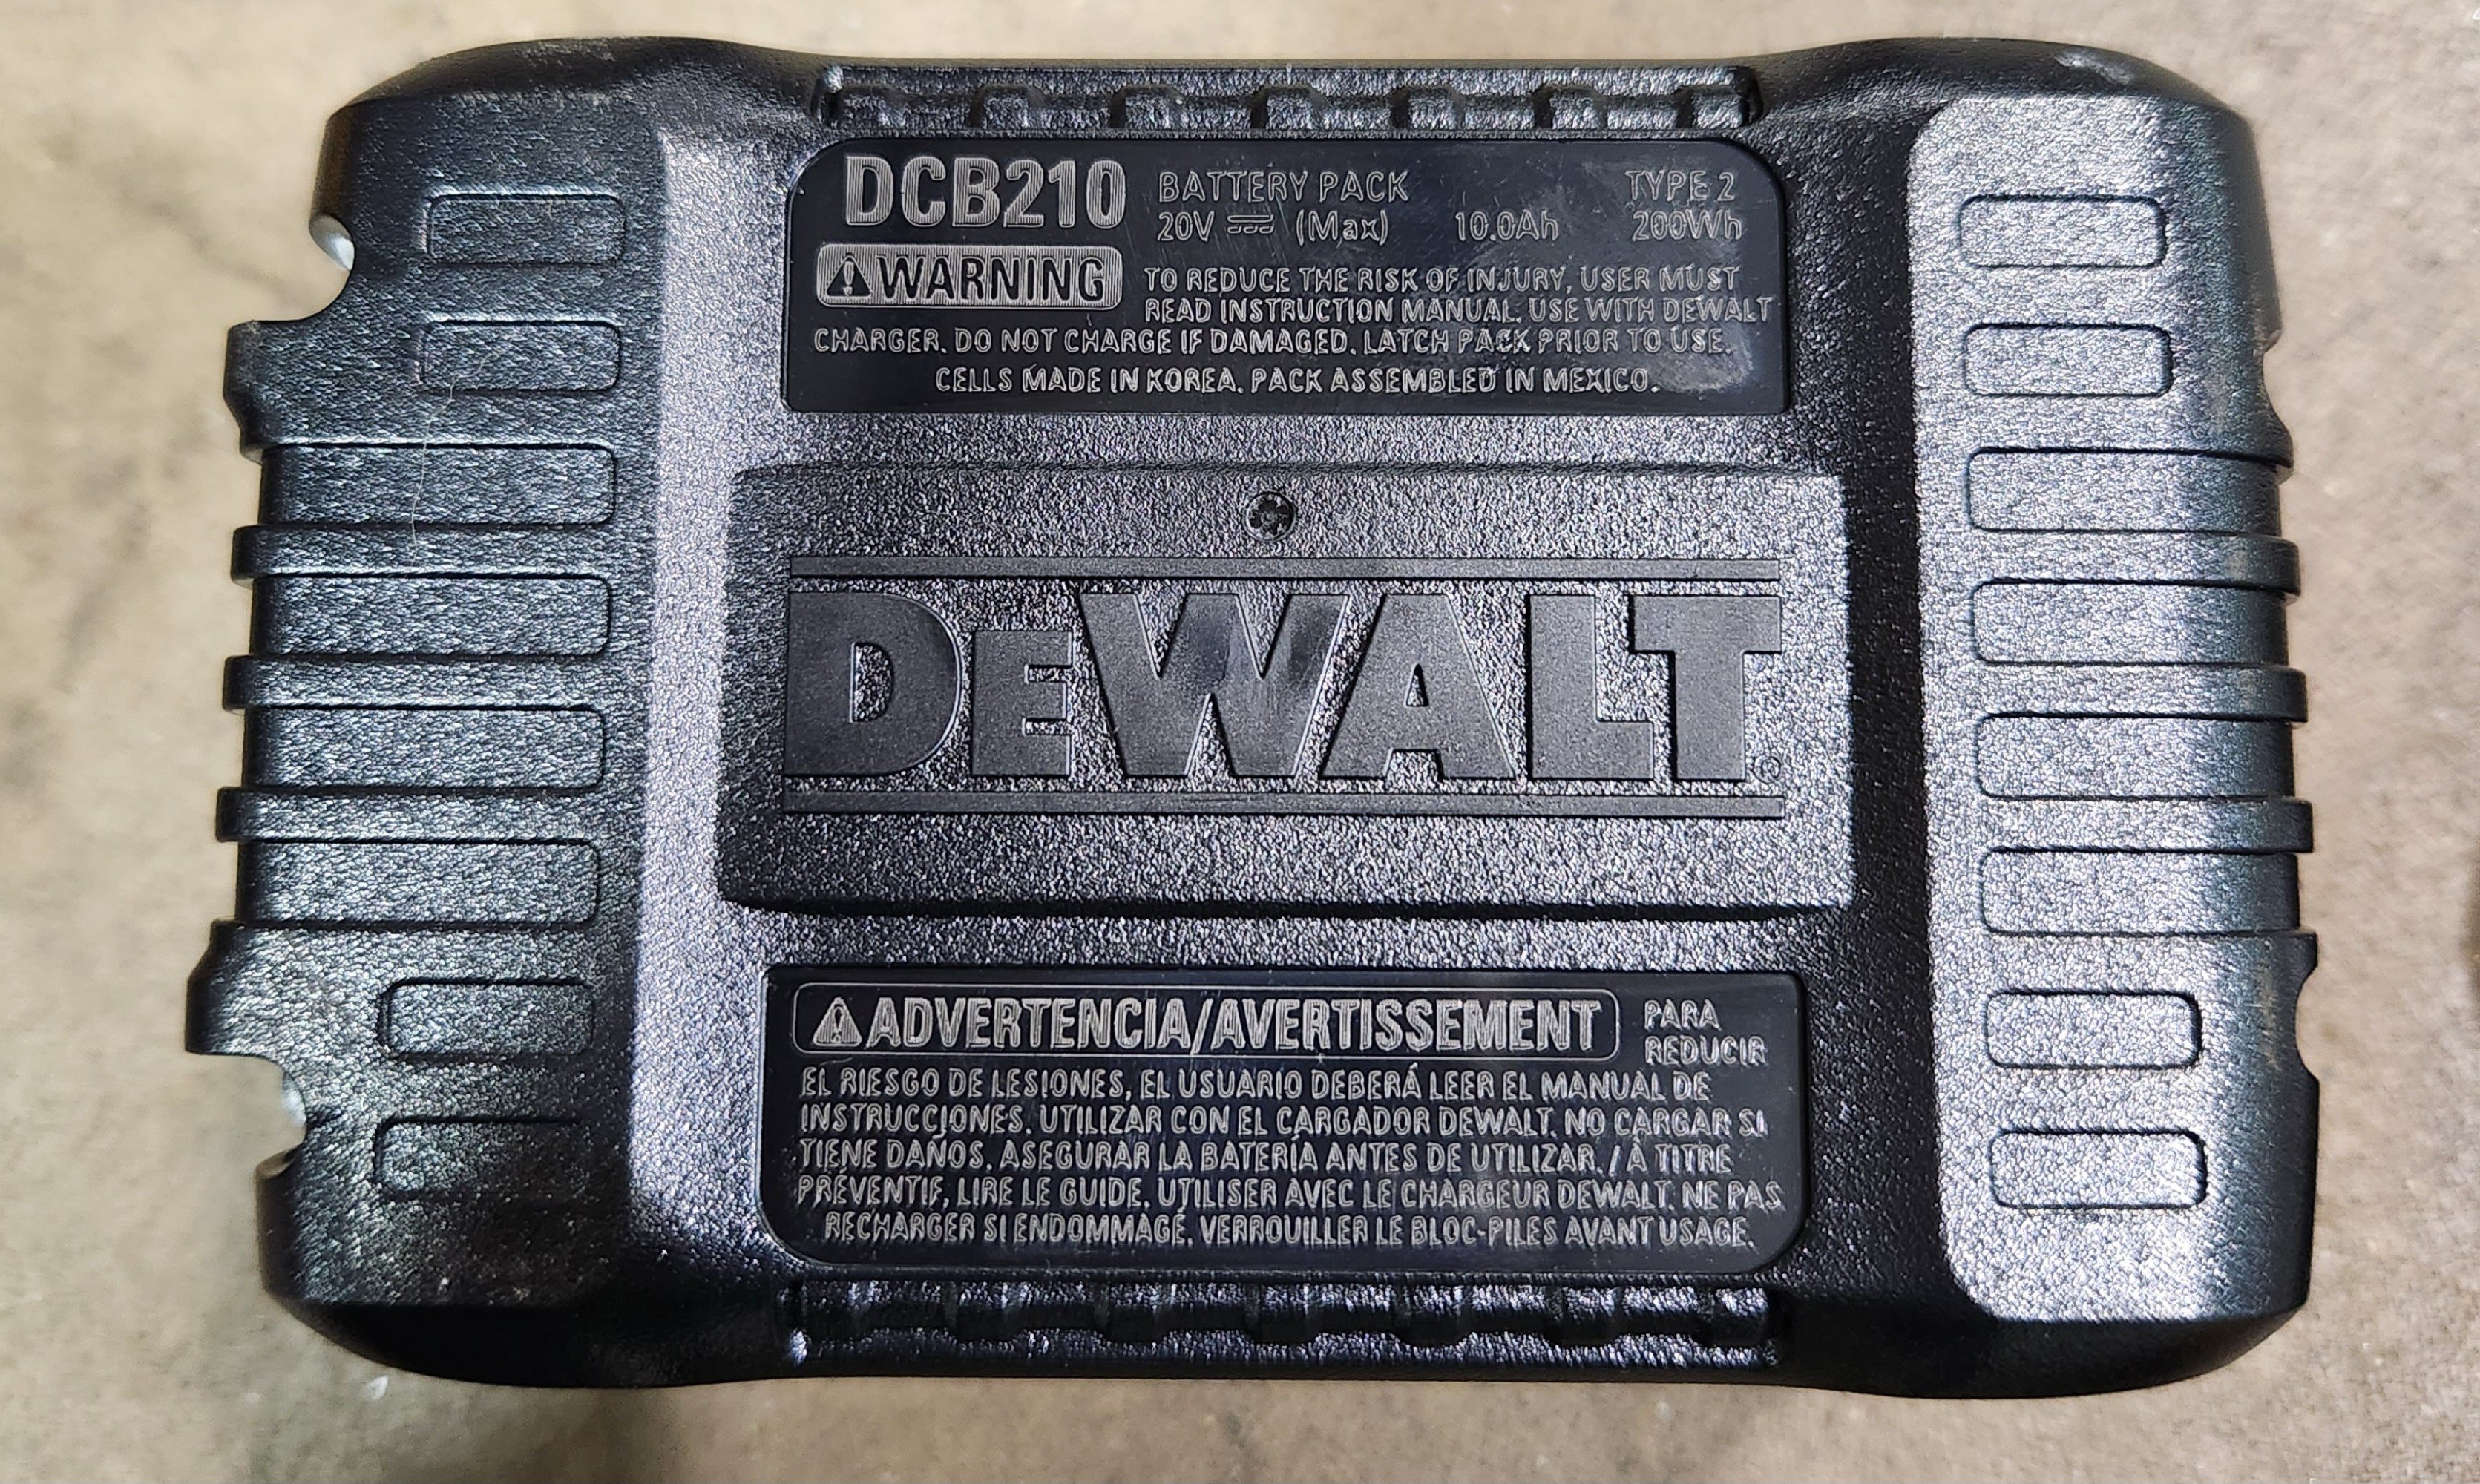 DCB210 BATTERY PACK TYPE 2
20V ⎓ (Max) 10.0Ah 200Wh
⚠WARNING TO REDUCE THE RISK OF INJURY, USER MUST
READ INSTRUCTION MANUAL. USE WITH DEWALT
CHARGER. DO NOT CHARGE IF DAMAGED. LATCH PACK PRIOR TO USE.
CELLS MADE IN KOREA. PACK ASSEMBLED IN MEXICO.
DEWALT®
⚠ADVERTENCIA/AVERTISSEMENT PARA
REDUCIR
EL RIESGO DE LESIONES, EL USUARIO DEBERÁ LEER EL MANUAL DE
INSTRUCCIONES. UTILIZAR CON EL CARGADOR DEWALT. NO CARGAR SI
TIENE DAÑOS. ASEGURAR LA BATERÍA ANTES DE UTILIZAR. / À TITRE
PRÉVENTIF, LIRE LE GUIDE. UTILISER AVEC LE CHARGEUR DEWALT. NE PAS
RECHARGER SI ENDOMMAGÉ. VERROUILLER LE BLOC-PILES AVANT USAGE.